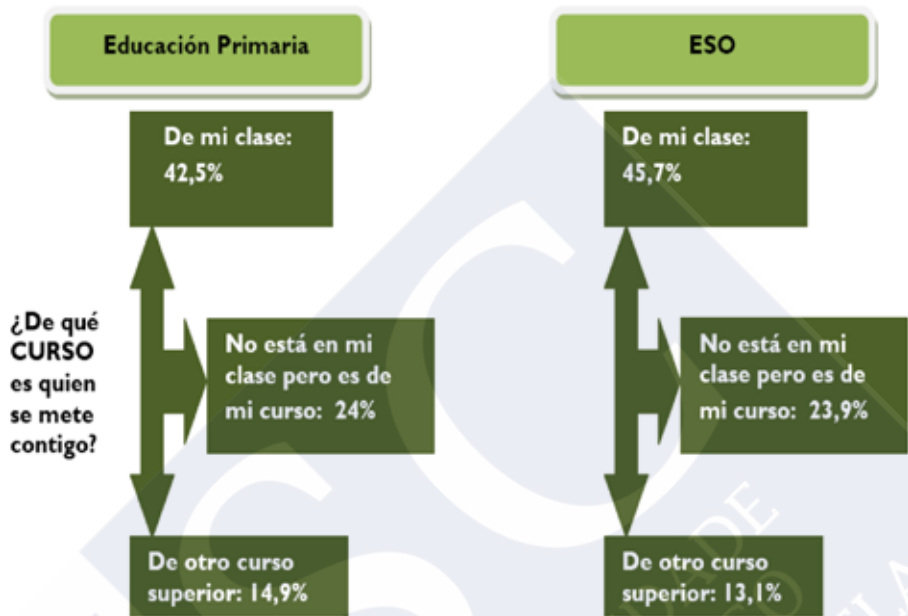 Educación Primaria
ESO
De mi clase:
42,5%
De mi clase:
45,7%
¿De qué
CURSO
es quien
se mete
contigo?
No está en mi
clase pero es de
mi curso: 24%
No está en mi
clase pero es de
mi curso: 23,9%
De otro curso
superior: 14,9%
De otro curso
superior: 13,1%